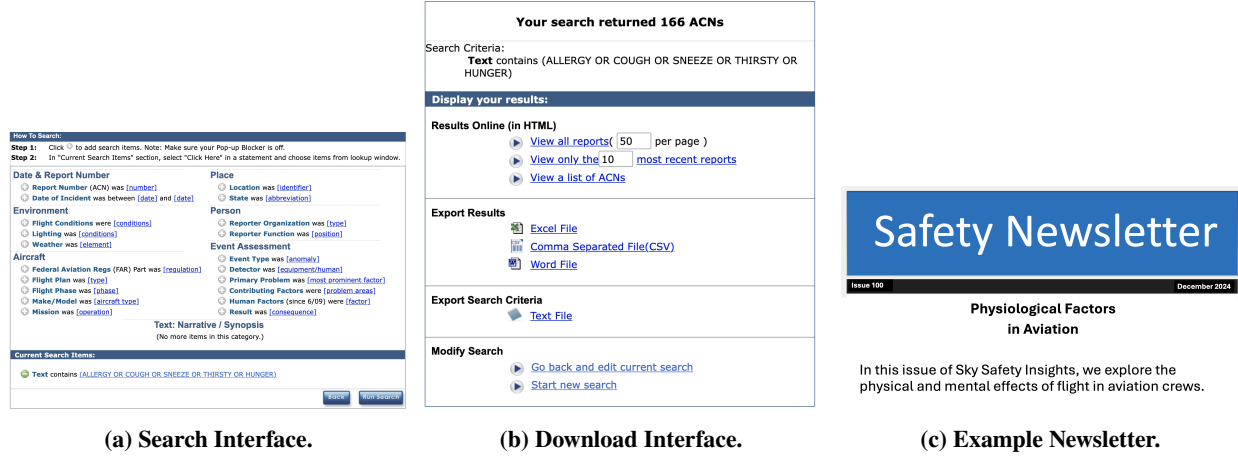 How To Search:
Step 1: Click to add search items. Note: Make sure your Pop-up Blocker is off.
Step 2: In "Current Search Items" section, select "Click Here" in a statement and choose items from lookup window.
Date & Report Number
Report Number (ACN) was [number]
Date of Incident was between [date] and [date]
Environment
Flight Conditions were [conditions]
Lighting was [conditions]
Weather was [element]
Aircraft
Federal Aviation Regs (FAR) Part was [regulation]
Flight Plan was [type]
Flight Phase was [phase]
Make/Model was [aircraft type]
Mission was [operation]
Place
Location was [identifier]
State was [abbreviation]
Person
Reporter Organization was [type]
Reporter Function was [position]
Event Assessment
Event Type was [anomaly]
Detector was [equipment/human]
Primary Problem was [most prominent factor]
Contributing Factors were [problem areas]
Human Factors (since 6/09) were [factor]
Result was [consequence]
Text: Narrative / Synopsis
(No more items in this category.)
Current Search Items:
Text contains (ALLERGY OR COUGH OR SNEEZE OR THIRSTY OR HUNGER)
Back
Run Search
(a) Search Interface.
Your search returned 166 ACNs
Search Criteria:
Text contains (ALLERGY OR COUGH OR SNEEZE OR THIRSTY OR
HUNGER)
Display your results:
Results Online (in HTML)
View all reports( 50 per page )
View only the 10 most recent reports
View a list of ACNs
Export Results
Excel File
Comma Separated File(CSV)
Word File
Export Search Criteria
Text File
Modify Search
Go back and edit current search
Start new search
(b) Download Interface.
Safety Newsletter
Issue 100
December 2024
Physiological Factors
in Aviation
In this issue of Sky Safety Insights, we explore the
physical and mental effects of flight in aviation crews.
(c) Example Newsletter.